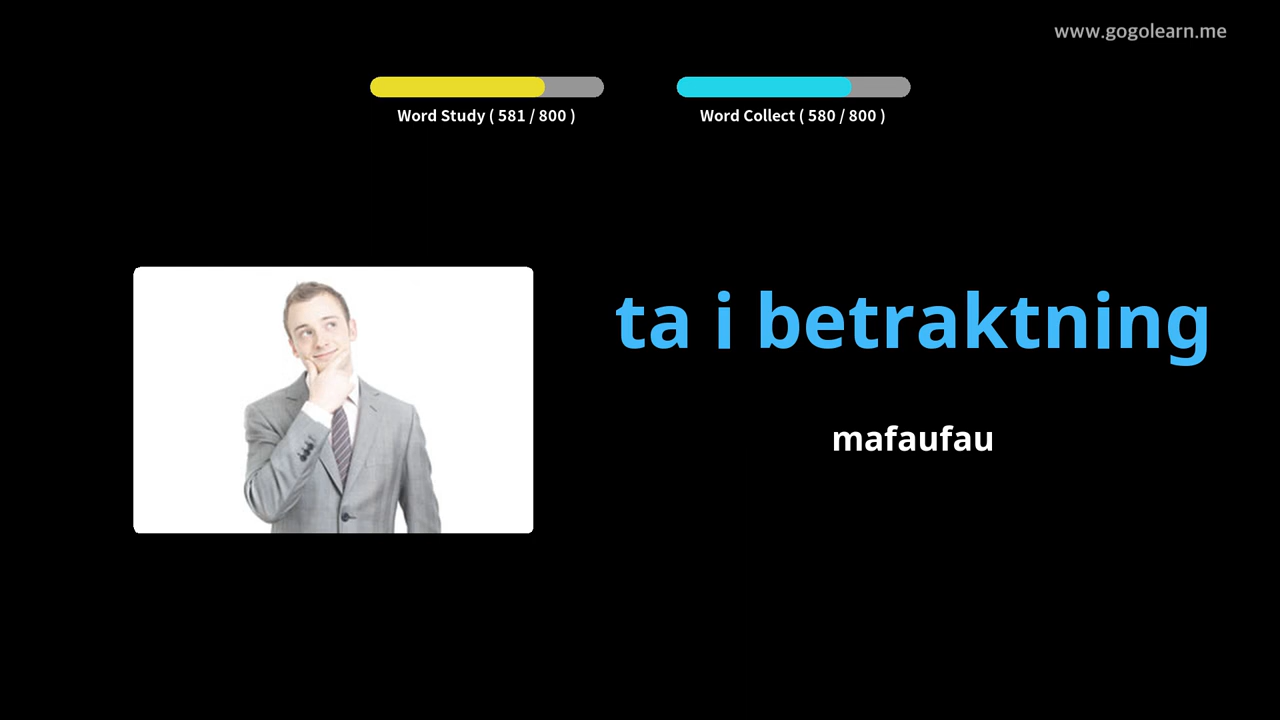 www.gogolearn.me
Word Study ( 581 / 800 )
Word Collect ( 580 / 800 )
ta i betraktning
mafaufau